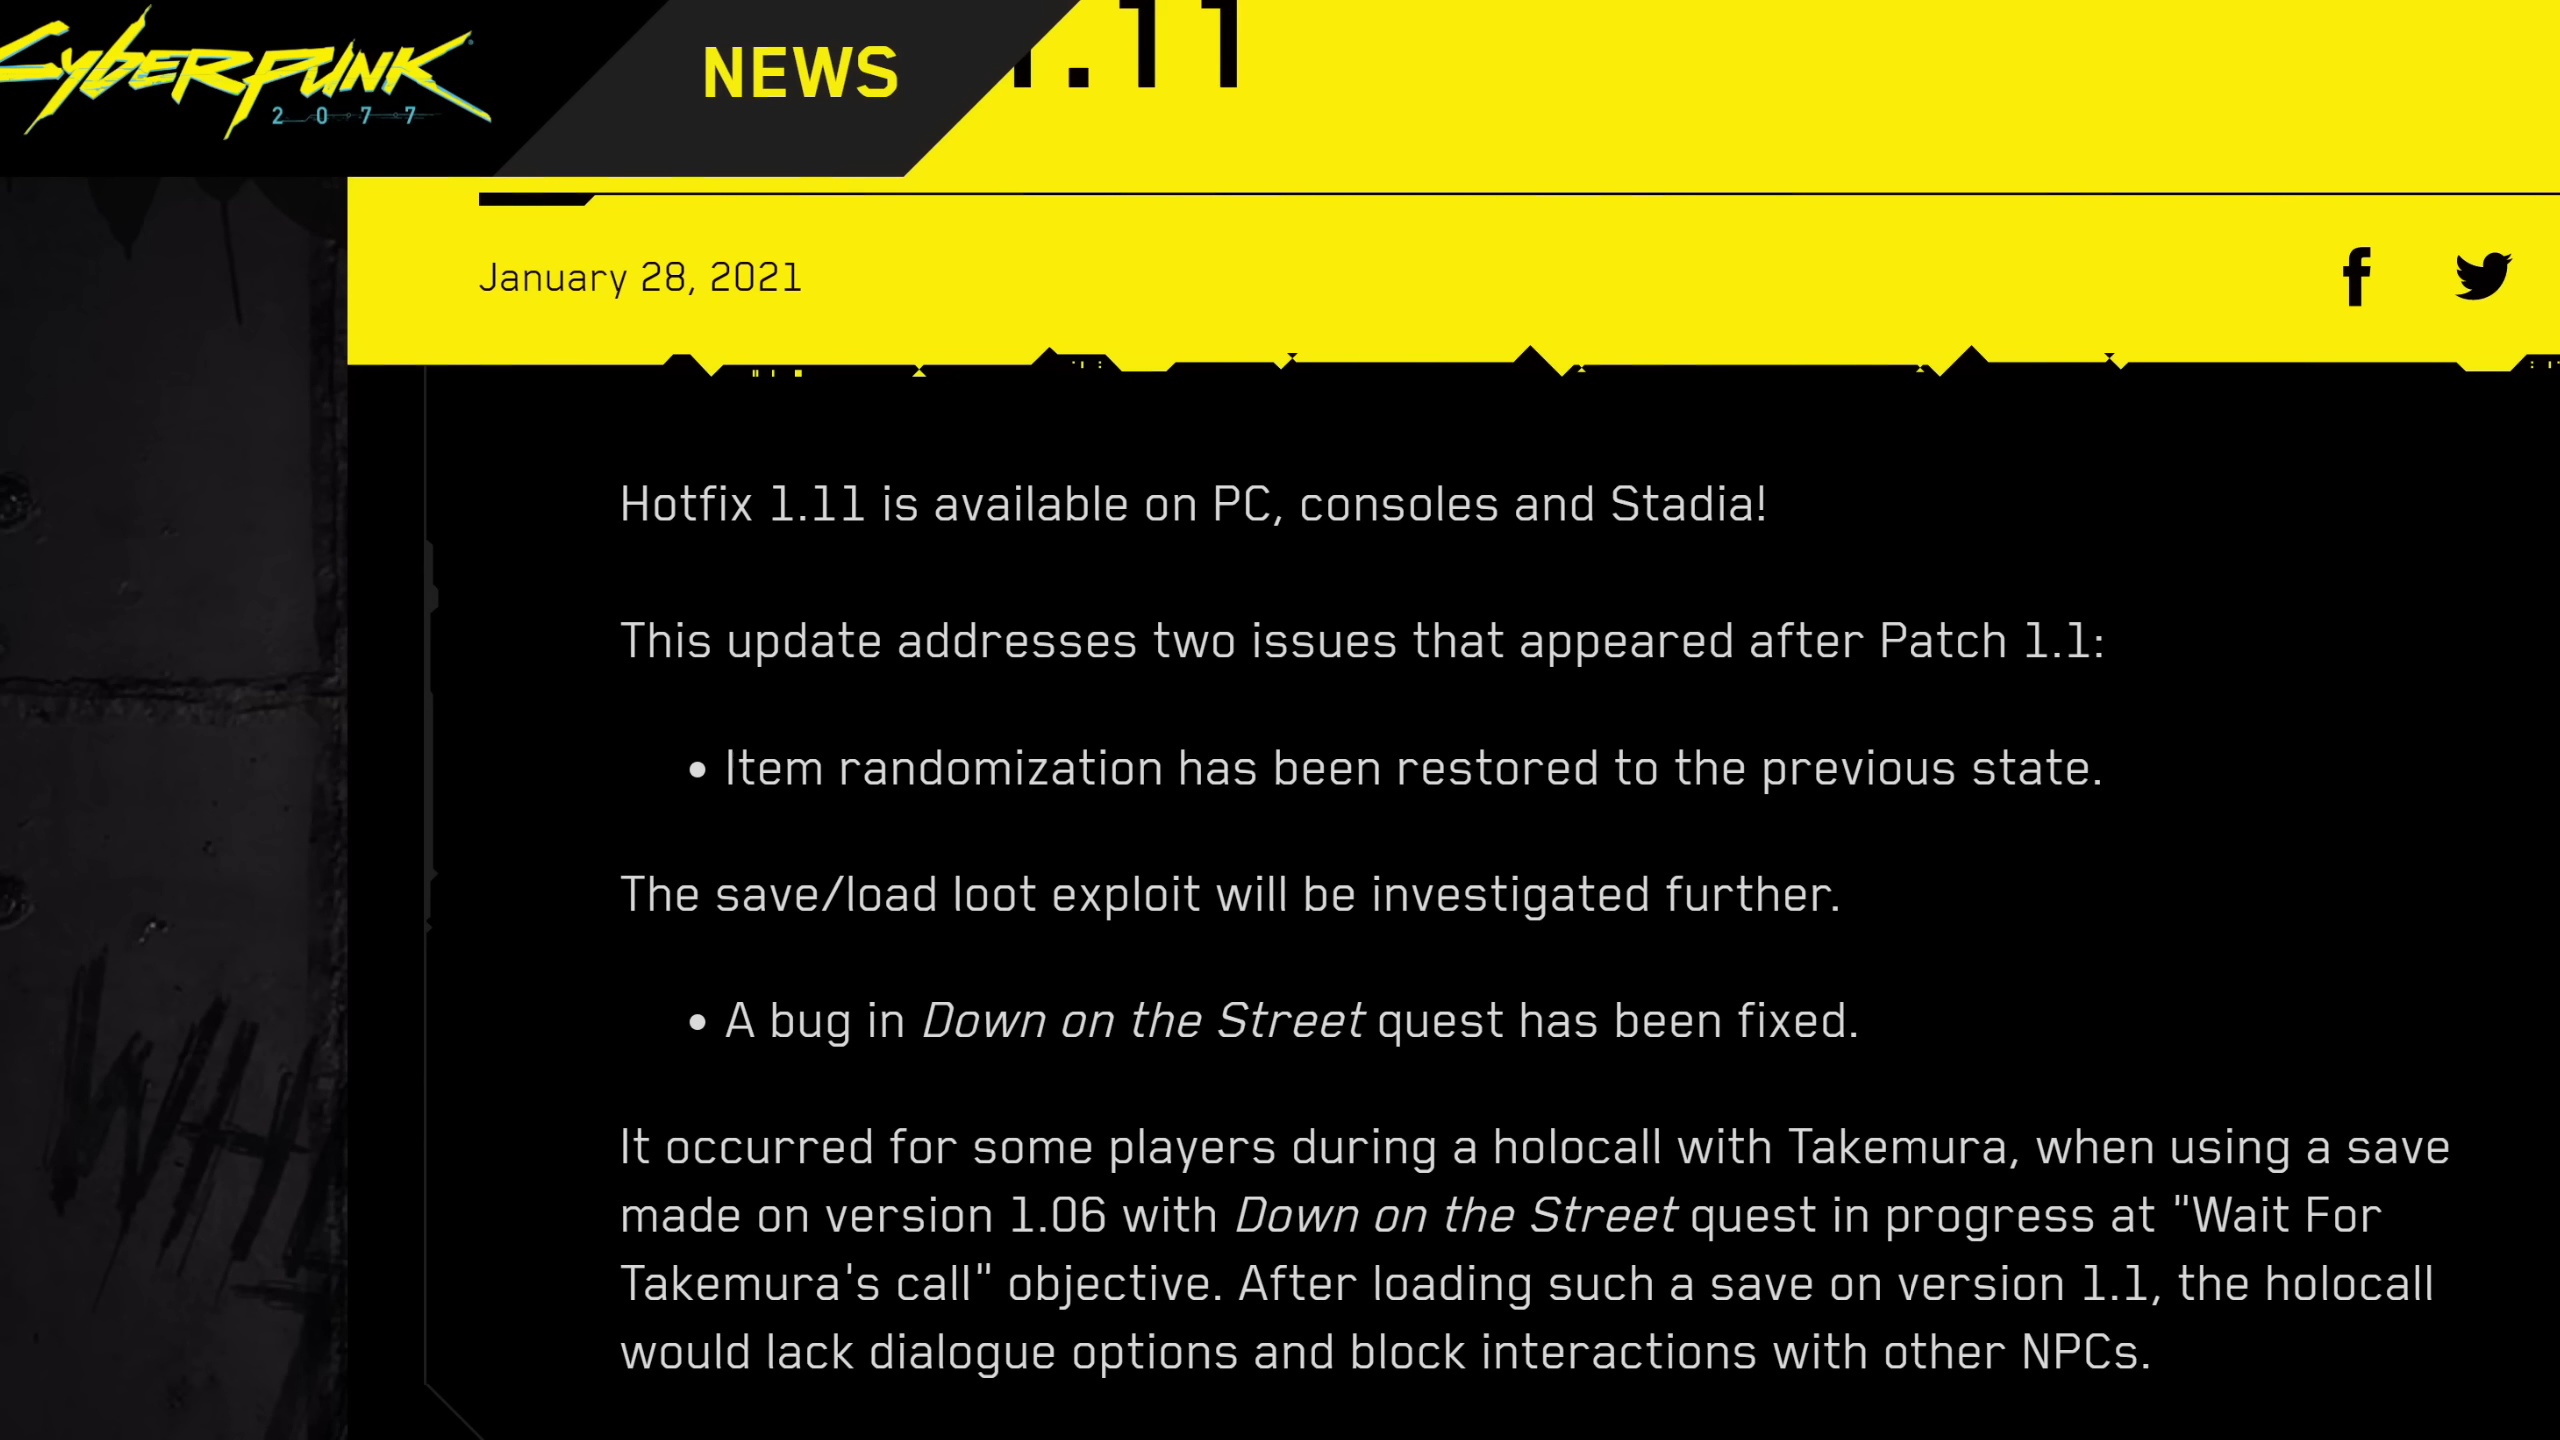 CYBERPUNK
2077
NEWS
.11
January 28, 2021
Hotfix 1.11 is available on PC, consoles and Stadia!
This update addresses two issues that appeared after Patch 1.1:
• Item randomization has been restored to the previous state.
The save/load loot exploit will be investigated further.
• A bug in Down on the Street quest has been fixed.
It occurred for some players during a holocall with Takemura, when using a save
made on version 1.06 with Down on the Street quest in progress at "Wait For
Takemura's call" objective. After loading such a save on version 1.1, the holocall
would lack dialogue options and block interactions with other NPCs.